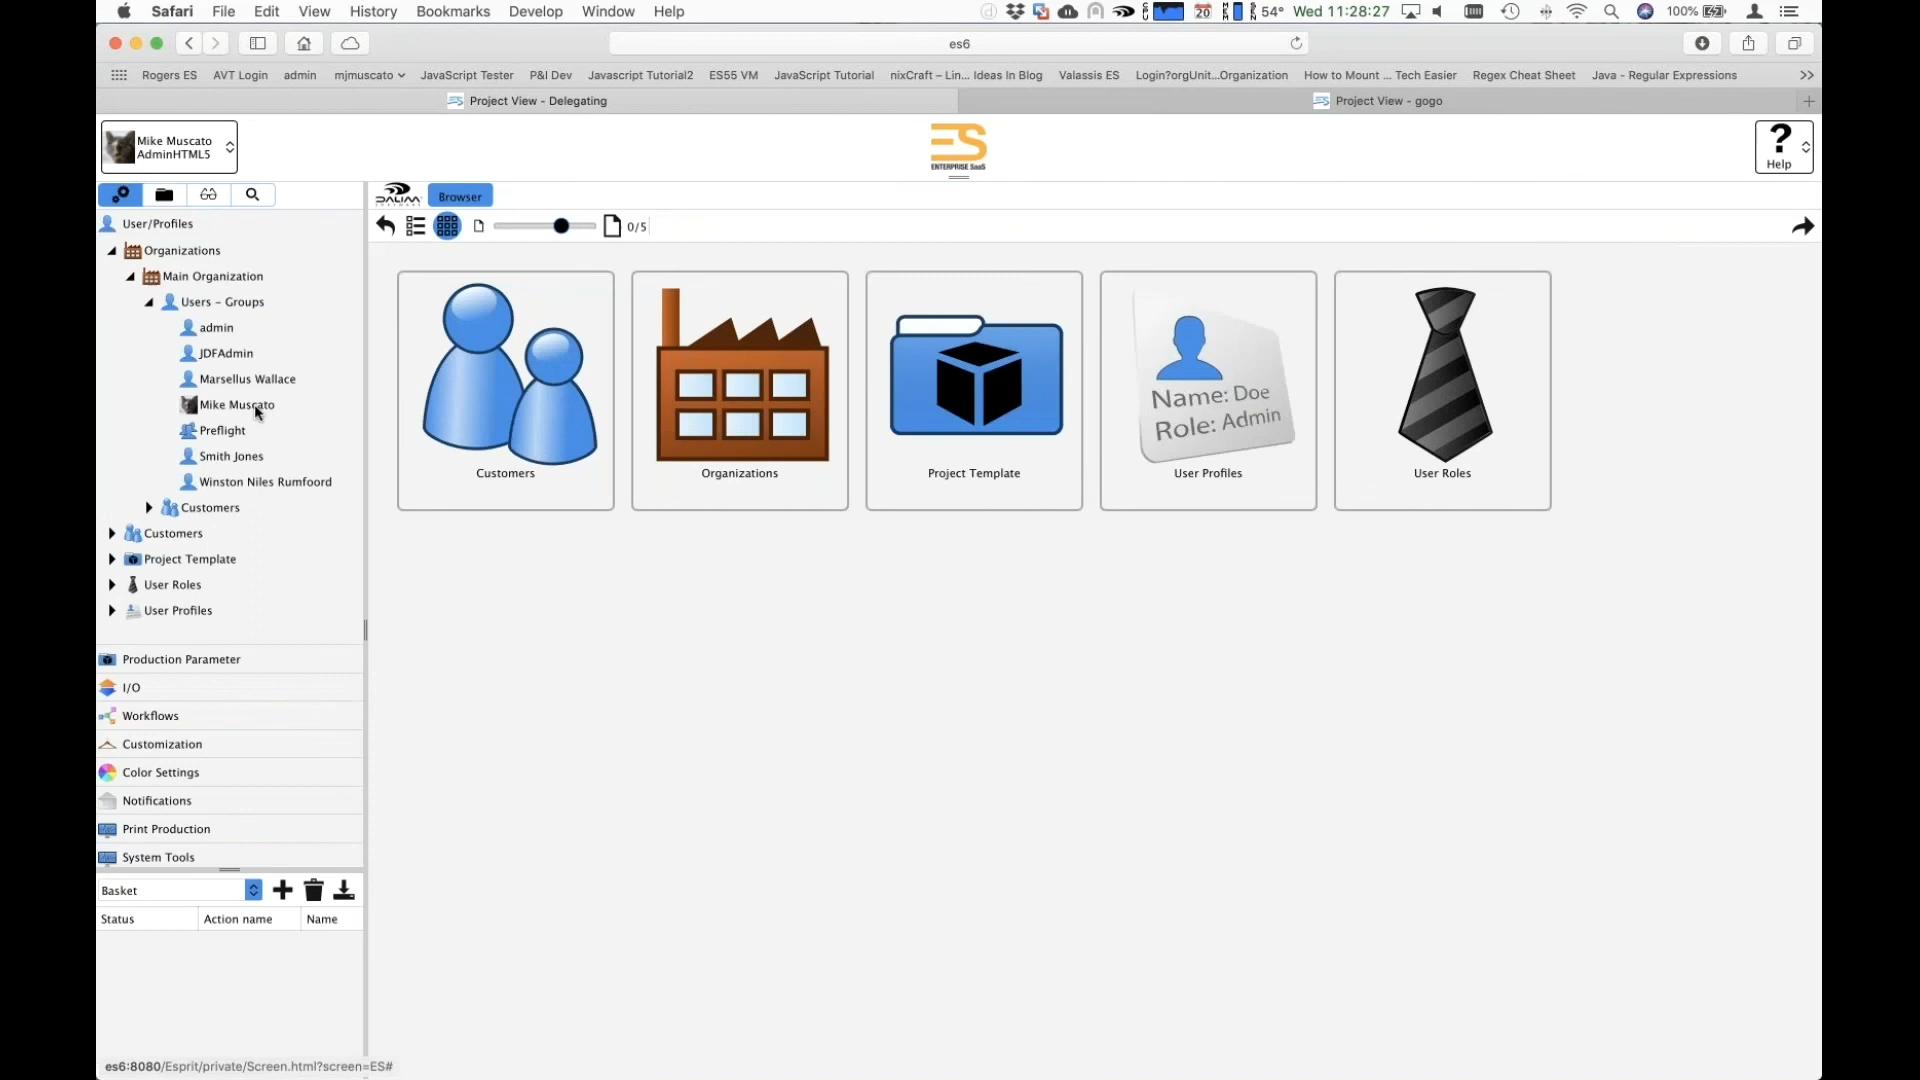 Safari File Edit View History Bookmarks Develop Window Help
20 54° Wed 11:28:27 100%
es6
Rogers ES AVT Login admin mjmuscato JavaScript Tester P&I Dev Javascript Tutorial2 ES55 VM JavaScript Tutorial nixCraft – Lin... Ideas In Blog Valassis ES Login?orgUnit...Organization How to Mount ... Tech Easier Regex Cheat Sheet Java - Regular Expressions
Project View - Delegating
Project View - gogo
Mike Muscato
AdminHTML5
ES
ENTERPRISE SaaS
?
Help
DALIM
Browser
0/5
User/Profiles
Organizations
Main Organization
Users - Groups
admin
JDFAdmin
Marsellus Wallace
Mike Muscato
Preflight
Smith Jones
Winston Niles Rumfoord
Customers
Customers
Project Template
User Roles
User Profiles
Name: Doe
Role: Admin
Customers
Organizations
Project Template
User Profiles
User Roles
Production Parameter
I/O
Workflows
Customization
Color Settings
Notifications
Print Production
System Tools
Basket
Status Action name Name
es6:8080/Esprit/private/Screen.html?screen=ES#